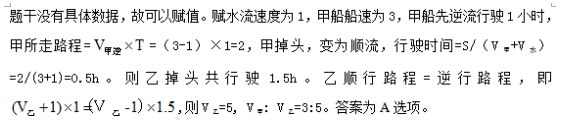 题干没有具体数据，故可以赋值。赋水流速度为1，甲船船速为3，甲船先逆流行驶1小时，
甲所走路程=V甲逆×T =（3-1）×1=2，甲掉头，变为顺流，行驶时间=S/（V甲+V水）
=2/(3+1)=0.5h。则乙掉头共行驶 1.5h。乙顺行路程=逆行路程，即
(V乙+1)×1=(V 乙-1)×1.5,则V乙=5, V甲: V乙=3:5。答案为A选项。